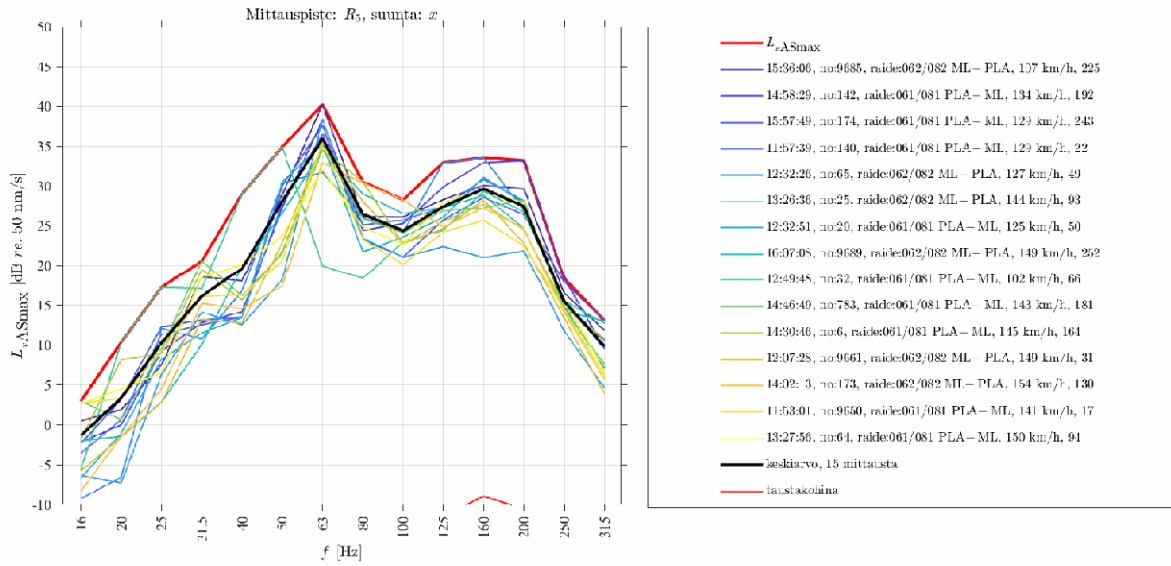 Mittauspiste: R5, suunta: x
50
45
40
35
30
25
20
15
10
5
0
-5
-10
LvASmax [dB re. 50 nm/s]
16
20
25
31.5
40
50
63
80
100
125
160
200
250
315
f [Hz]
LvASmax
15:36:06, no:9685, raide:062/082 ML−PLA, 107 km/h, 225
14:58:29, no:142, raide:061/081 PLA−ML, 134 km/h, 192
15:57:49, no:174, raide:061/081 PLA−ML, 129 km/h, 243
11:57:39, no:140, raide:061/081 PLA−ML, 129 km/h, 22
12:32:26, no:65, raide:062/082 ML−PLA, 127 km/h, 49
13:26:36, no:25, raide:062/082 ML−PLA, 144 km/h, 93
12:32:51, no:20, raide:061/081 PLA−ML, 125 km/h, 50
16:07:08, no:9689, raide:062/082 ML−PLA, 149 km/h, 252
12:49:48, no:32, raide:061/081 PLA−ML, 102 km/h, 66
14:46:49, no:783, raide:061/081 PLA−ML, 143 km/h, 181
14:30:46, no:6, raide:061/081 PLA−ML, 145 km/h, 164
12:07:28, no:9661, raide:062/082 ML−PLA, 149 km/h, 31
no:173, raide:062/082 ML−PLA, 154 km/h, 130
11:53:01, no:9650, raide:061/081 PLA−ML, 141 km/h, 17
13:27:56, no:64, raide:061/081 PLA−ML, 150 km/h, 94
keskiarvo, 15 mittausta
taustakohina